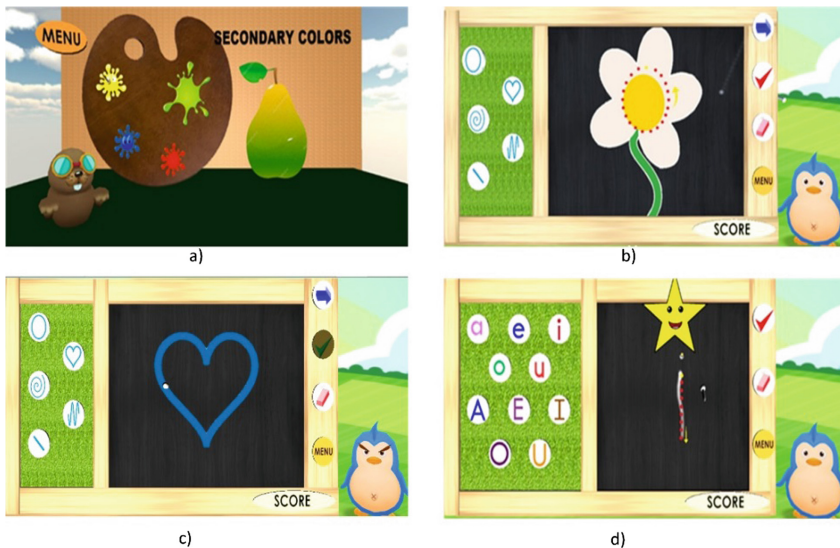 MENU
SECONDARY COLORS
a)
MENU
SCORE
b)
MENU
SCORE
c)
a e i
o u
A E I
O U
MENU
SCORE
d)